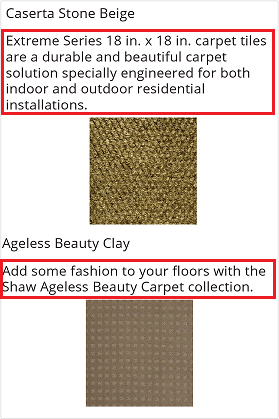 Caserta Stone Beige
Extreme Series 18 in. x 18 in. carpet tiles
are a durable and beautiful carpet
solution specially engineered for both
indoor and outdoor residential
installations.
Ageless Beauty Clay
Add some fashion to your floors with the
Shaw Ageless Beauty Carpet collection.